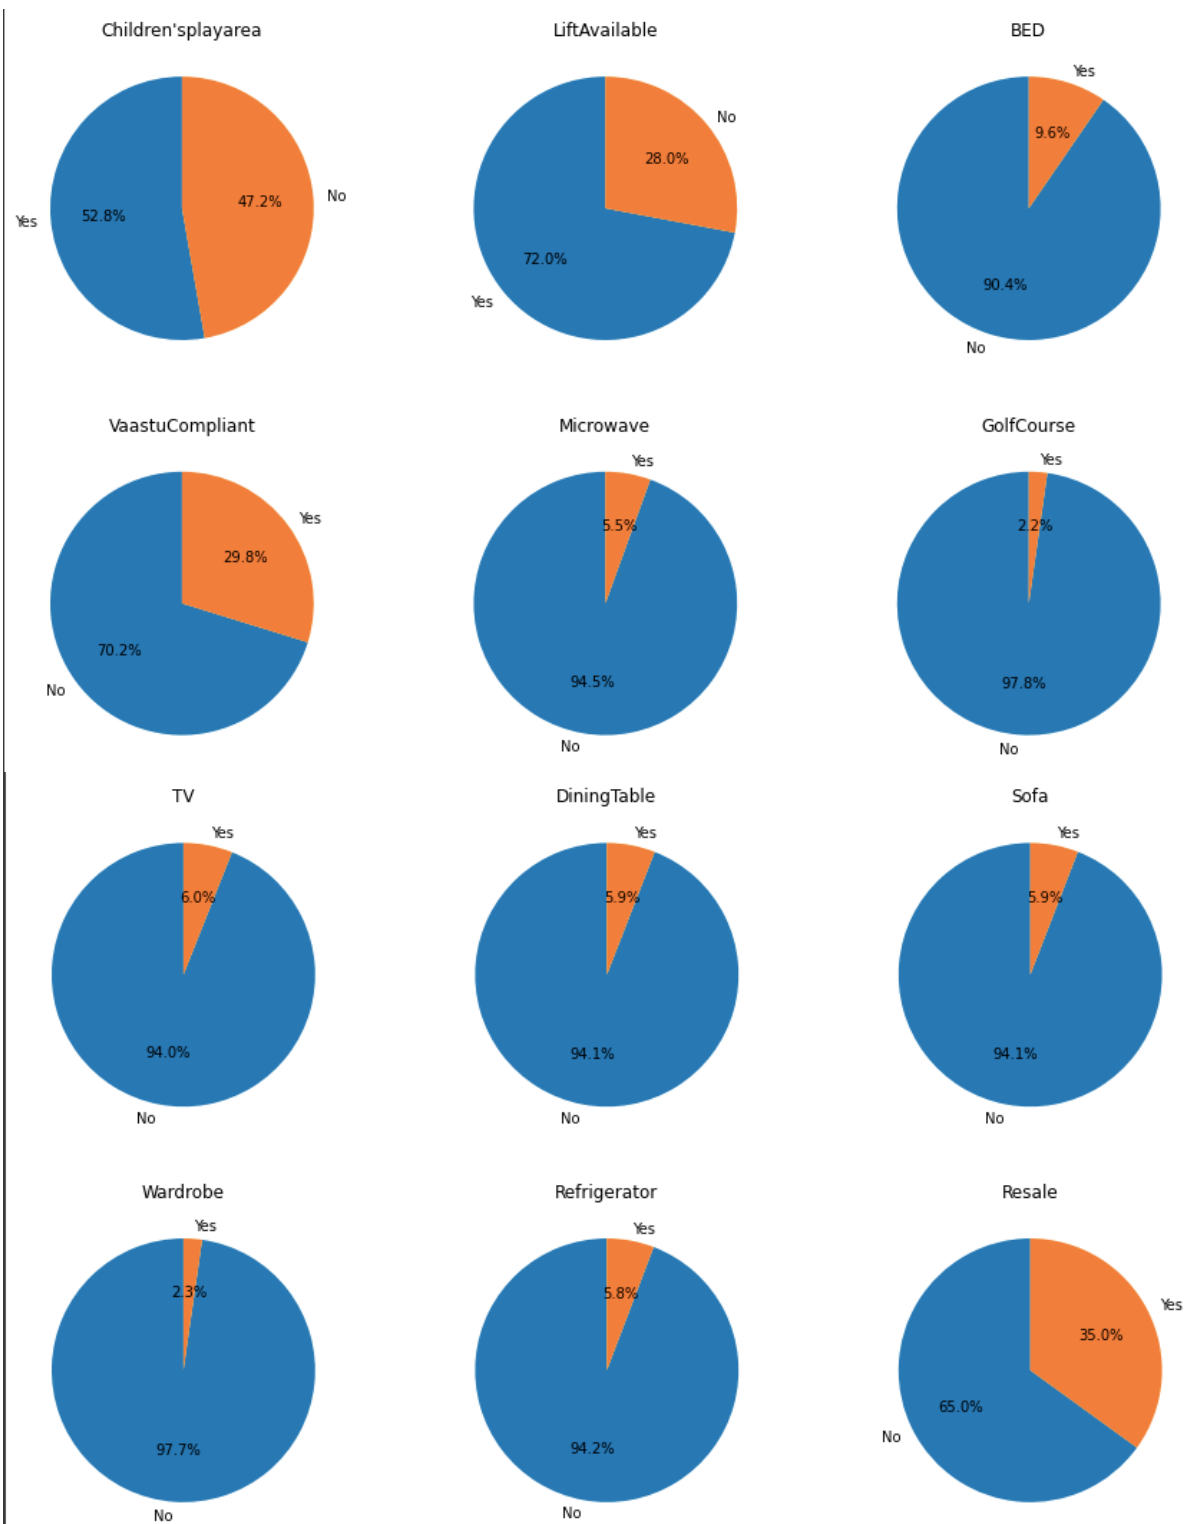 Children'splayarea
Yes
52.8%
47.2%
No
LiftAvailable
No
28.0%
72.0%
Yes
BED
Yes
9.6%
90.4%
No
VaastuCompliant
Yes
29.8%
70.2%
No
Microwave
Yes
5.5%
94.5%
No
GolfCourse
Yes
2.2%
97.8%
No
TV
Yes
6.0%
94.0%
No
DiningTable
Yes
5.9%
94.1%
No
Sofa
Yes
5.9%
94.1%
No
Wardrobe
Yes
2.3%
97.7%
No
Refrigerator
Yes
5.8%
94.2%
No
Resale
Yes
35.0%
65.0%
No